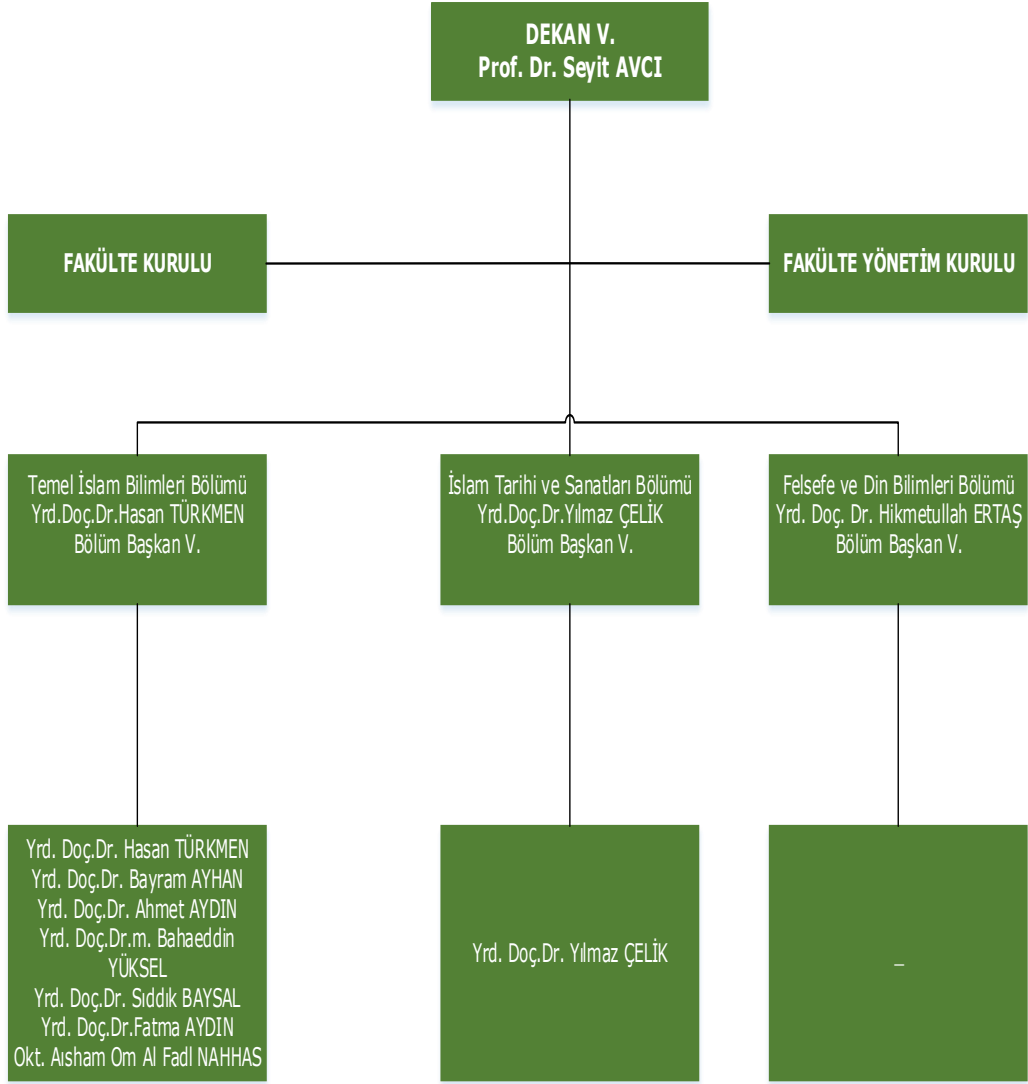 DEKAN V.
Prof. Dr. Seyit AVCI
FAKÜLTE KURULU
FAKÜLTE YÖNETİM KURULU
Temel İslam Bilimleri Bölümü
Yrd.Doç.Dr.Hasan TÜRKMEN
Bölüm Başkan V.
İslam Tarihi ve Sanatları Bölümü
Yrd.Doç.Dr.Yılmaz ÇELİK
Bölüm Başkan V.
Felsefe ve Din Bilimleri Bölümü
Yrd. Doç. Dr. Hikmetullah ERTAŞ
Bölüm Başkan V.
Yrd. Doç.Dr. Hasan TÜRKMEN
Yrd. Doç.Dr. Bayram AYHAN
Yrd. Doç.Dr. Ahmet AYDIN
Yrd. Doç.Dr.m. Bahaeddin
YÜKSEL
Yrd. Doç.Dr. Sıddık BAYSAL
Yrd. Doç.Dr.Fatma AYDIN
Okt. Aısham Om Al Fadl NAHHAS
Yrd. Doç.Dr. Yılmaz ÇELİK
_